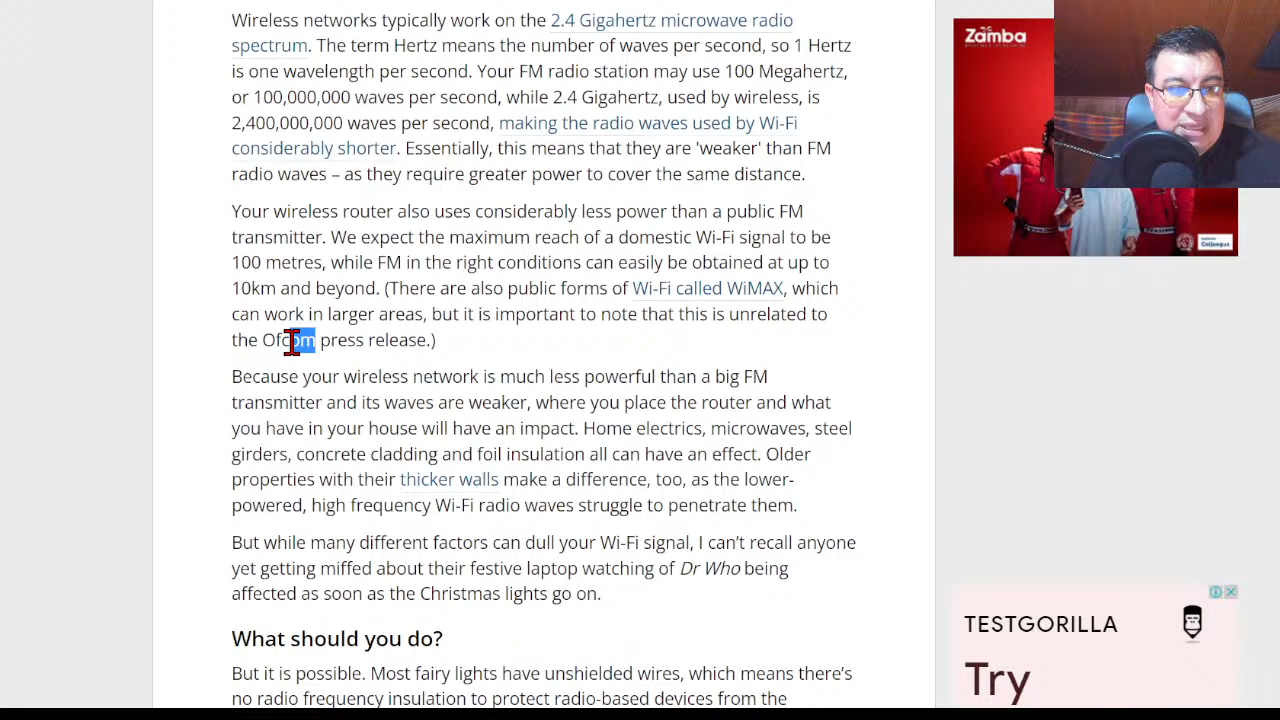 Wireless networks typically work on the 2.4 Gigahertz microwave radio
spectrum. The term Hertz means the number of waves per second, so 1 Hertz
is one wavelength per second. Your FM radio station may use 100 Megahertz,
or 100,000,000 waves per second, while 2.4 Gigahertz, used by wireless, is
2,400,000,000 waves per second, making the radio waves used by Wi-Fi
considerably shorter. Essentially, this means that they are 'weaker' than FM
radio waves – as they require greater power to cover the same distance.
Your wireless router also uses considerably less power than a public FM
transmitter. We expect the maximum reach of a domestic Wi-Fi signal to be
100 metres, while FM in the right conditions can easily be obtained at up to
10km and beyond. (There are also public forms of Wi-Fi called WiMAX, which
can work in larger areas, but it is important to note that this is unrelated to
the Ofcom press release.)
Because your wireless network is much less powerful than a big FM
transmitter and its waves are weaker, where you place the router and what
you have in your house will have an impact. Home electrics, microwaves, steel
girders, concrete cladding and foil insulation all can have an effect. Older
properties with their thicker walls make a difference, too, as the lower-
powered, high frequency Wi-Fi radio waves struggle to penetrate them.
But while many different factors can dull your Wi-Fi signal, I can't recall anyone
yet getting miffed about their festive laptop watching of Dr Who being
affected as soon as the Christmas lights go on.
What should you do?
But it is possible. Most fairy lights have unshielded wires, which means there's
no radio frequency insulation to protect radio-based devices from the
Zamba
TESTGORILLA
Try